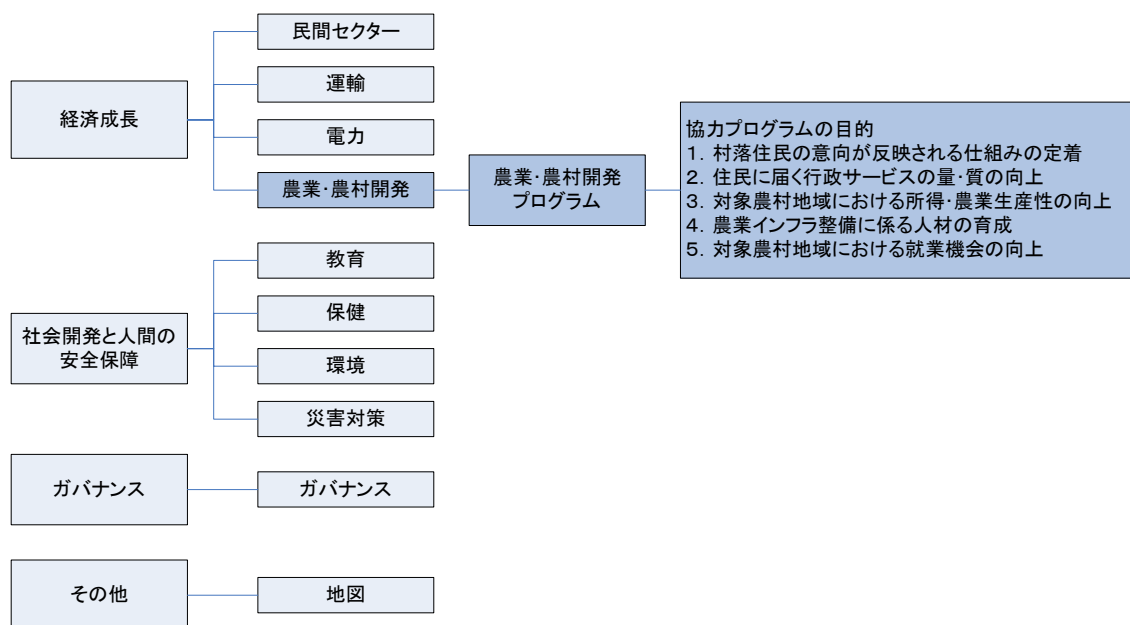 経済成長
民間セクター
運輸
電力
農業・農村開発
農業・農村開発
プログラム
協力プログラムの目的
1. 村落住民の意向が反映される仕組みの定着
2. 住民に届く行政サービスの量・質の向上
3. 対象農村地域における所得・農業生産性の向上
4. 農業インフラ整備に係る人材の育成
5. 対象農村地域における就業機会の向上
社会開発と人間の
安全保障
教育
保健
環境
災害対策
ガバナンス
ガバナンス
その他
地図